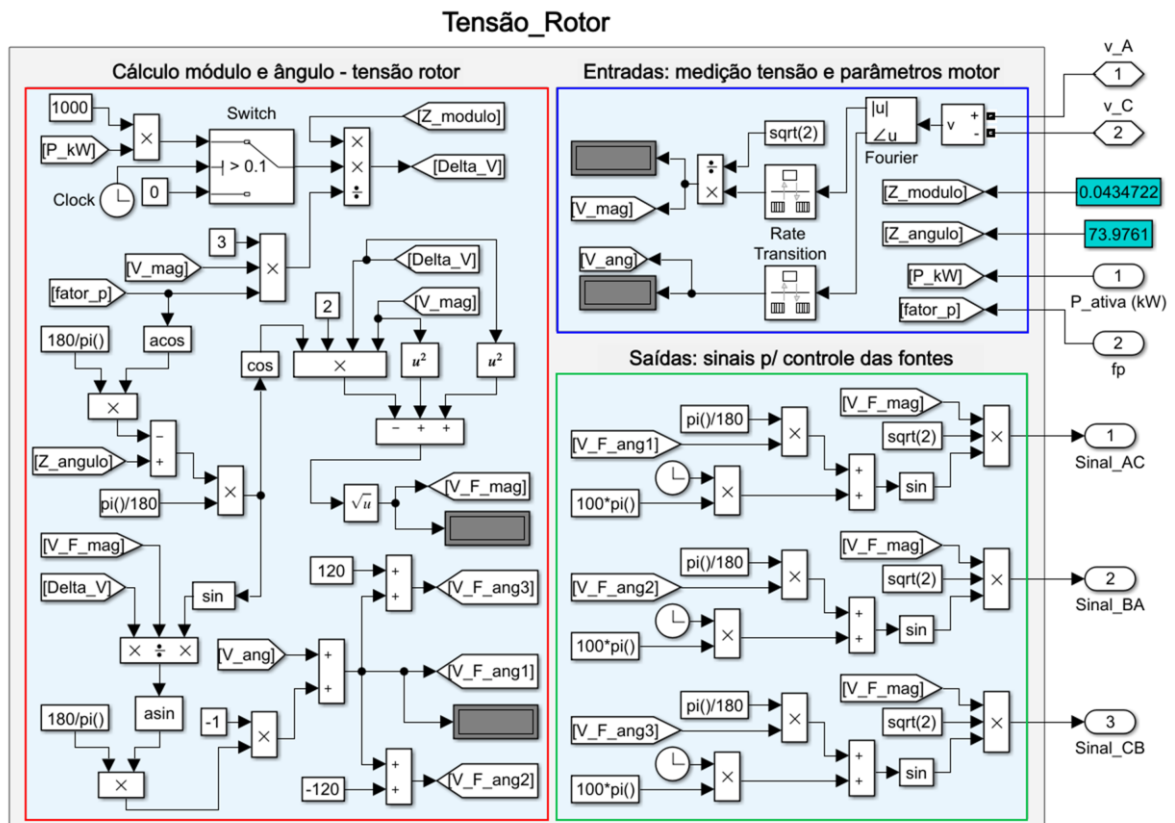 Tensão_Rotor
Cálculo módulo e ângulo - tensão rotor
1000
[P_kW]
×
Switch
> 0.1
Clock
0
[Z_modulo]
×
×
÷
[Delta_V]
3
[V_mag]
[fator_p]
×
180/pi()
acos
×
[Z_angulo]
−
+
pi()/180
×
cos
2
[Delta_V]
[V_mag]
×
u²
u²
− + +
√u
[V_F_mag]
[V_F_mag]
[Delta_V]
sin
× ÷ ×
asin
180/pi()
×
-1
×
[V_ang]
+
+
120
+
+
[V_F_ang3]
[V_F_ang1]
-120
+
+
[V_F_ang2]
Entradas: medição tensão e parâmetros motor
sqrt(2)
÷
×
[V_mag]
[V_ang]
Rate
Transition
|u|
∠u
Fourier
v
+
-
[Z_modulo]
0.0434722
[Z_angulo]
73.9761
[P_kW]
[fator_p]
v_A
1
v_C
2
1
P_ativa (kW)
2
fp
Saídas: sinais p/ controle das fontes
pi()/180
[V_F_ang1]
×
100*pi()
×
+
+
sin
[V_F_mag]
sqrt(2)
×
1
Sinal_AC
pi()/180
[V_F_ang2]
×
100*pi()
×
+
+
sin
[V_F_mag]
sqrt(2)
×
2
Sinal_BA
pi()/180
[V_F_ang3]
×
100*pi()
×
+
+
sin
[V_F_mag]
sqrt(2)
×
3
Sinal_CB